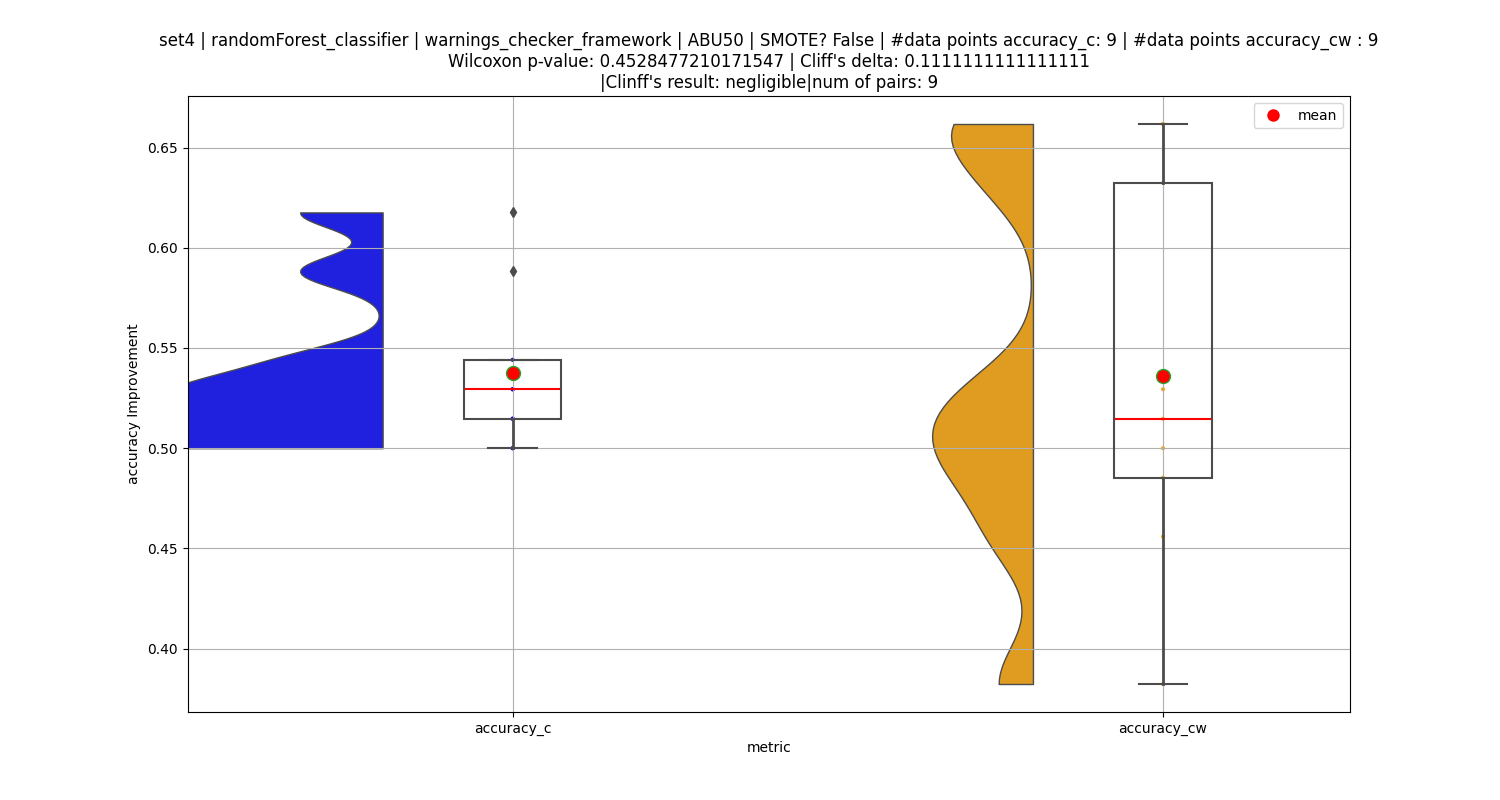 set4 | randomForest_classifier | warnings_checker_framework | ABU50 | SMOTE? False | #data points accuracy_c: 9 | #data points accuracy_cw : 9
Wilcoxon p-value: 0.4528477210171547 | Cliff's delta: 0.1111111111111111
|Clinff's result: negligible|num of pairs: 9
mean
accuracy Improvement
0.65
0.60
0.55
0.50
0.45
0.40
accuracy_c
accuracy_cw
metric